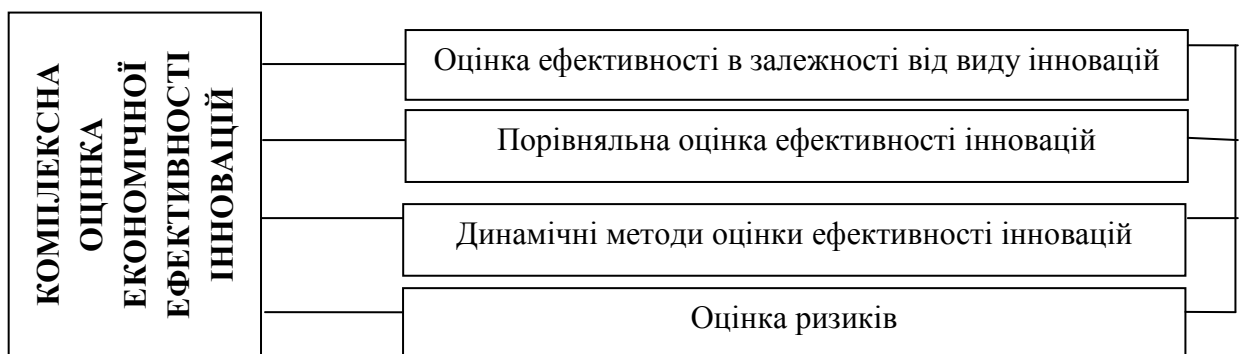 КОМПЛЕКСНА
ОЦІНКА
ЕКОНОМІЧНОЇ
ЕФЕКТИВНОСТІ
ІННОВАЦІЙ
Оцінка ефективності в залежності від виду інновацій
Порівняльна оцінка ефективності інновацій
Динамічні методи оцінки ефективності інновацій
Оцінка ризиків